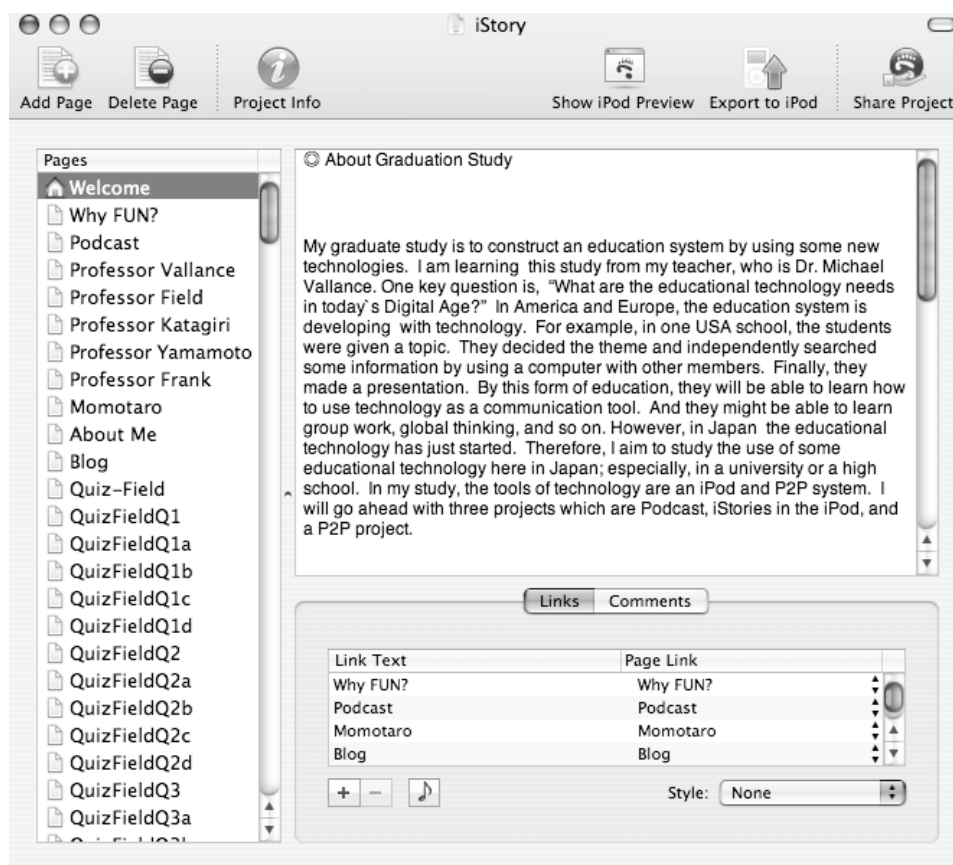 iStory
Add Page
Delete Page
Project Info
Show iPod Preview
Export to iPod
Share Project
Pages
Welcome
Why FUN?
Podcast
Professor Vallance
Professor Field
Professor Katagiri
Professor Yamamoto
Professor Frank
Momotaro
About Me
Blog
Quiz-Field
QuizFieldQ1
QuizFieldQ1a
QuizFieldQ1b
QuizFieldQ1c
QuizFieldQ1d
QuizFieldQ2
QuizFieldQ2a
QuizFieldQ2b
QuizFieldQ2c
QuizFieldQ2d
QuizFieldQ3
QuizFieldQ3a
◎ About Graduation Study
My graduate study is to construct an education system by using some new
technologies.  I am learning  this study from my teacher, who is Dr. Michael
Vallance. One key question is,  “What are the educational technology needs
in today`s Digital Age?”  In America and Europe, the education system is
developing  with technology.  For example, in one USA school, the students
were given a topic.  They decided the theme and independently searched
some information by using a computer with other members.  Finally, they
made a presentation.  By this form of education, they will be able to learn how
to use technology as a communication tool.  And they might be able to learn
group work, global thinking, and so on. However, in Japan  the educational
technology has just started.  Therefore, I aim to study the use of some
educational technology here in Japan; especially, in a university or a high
school.  In my study, the tools of technology are an iPod and P2P system.  I
will go ahead with three projects which are Podcast, iStories in the iPod, and
a P2P project.
Links
Comments
Link Text
Page Link
Why FUN?
Why FUN?
Podcast
Podcast
Momotaro
Momotaro
Blog
Blog
Style:
None